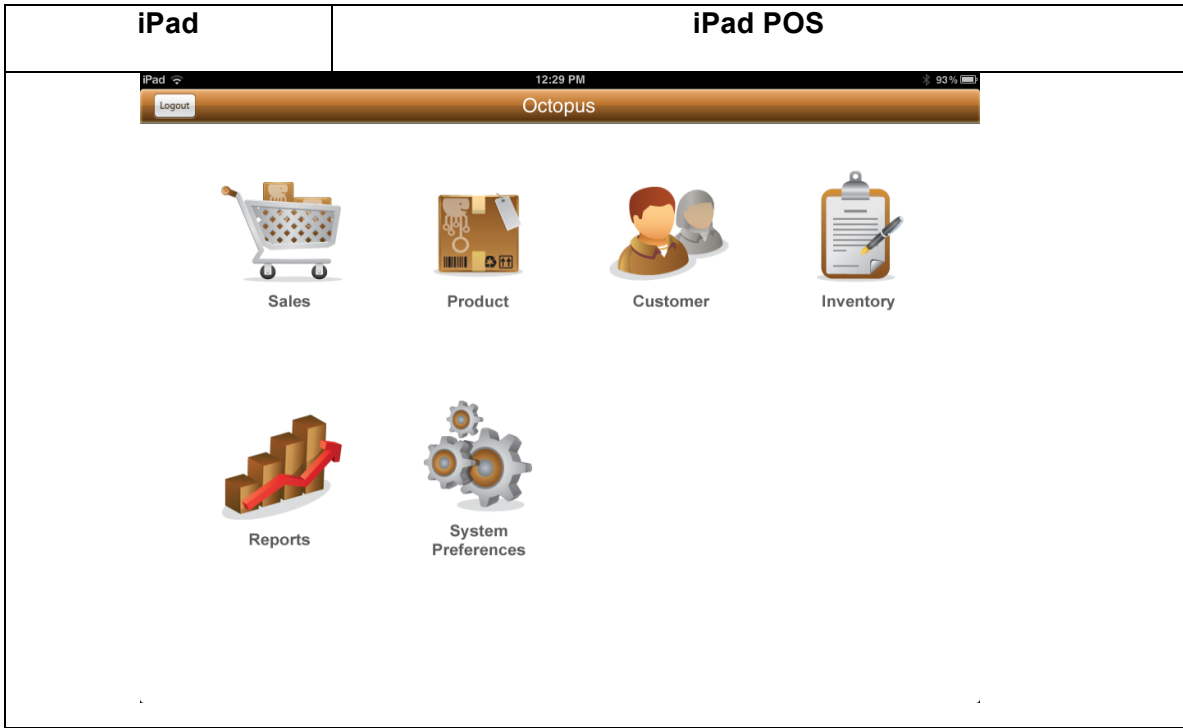 iPad
iPad POS
iPad
12:29 PM
93%
Logout
Octopus
Sales
Product
Customer
Inventory
Reports
System
Preferences